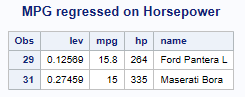 MPG regressed on Horsepower
Obs lev mpg hp name
29 0.12569 15.8 264 Ford Pantera L
31 0.27459 15 335 Maserati Bora